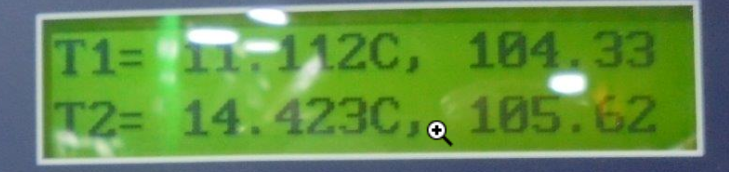 T1= 11.112C, 104.33
T2= 14.423C, 105.62